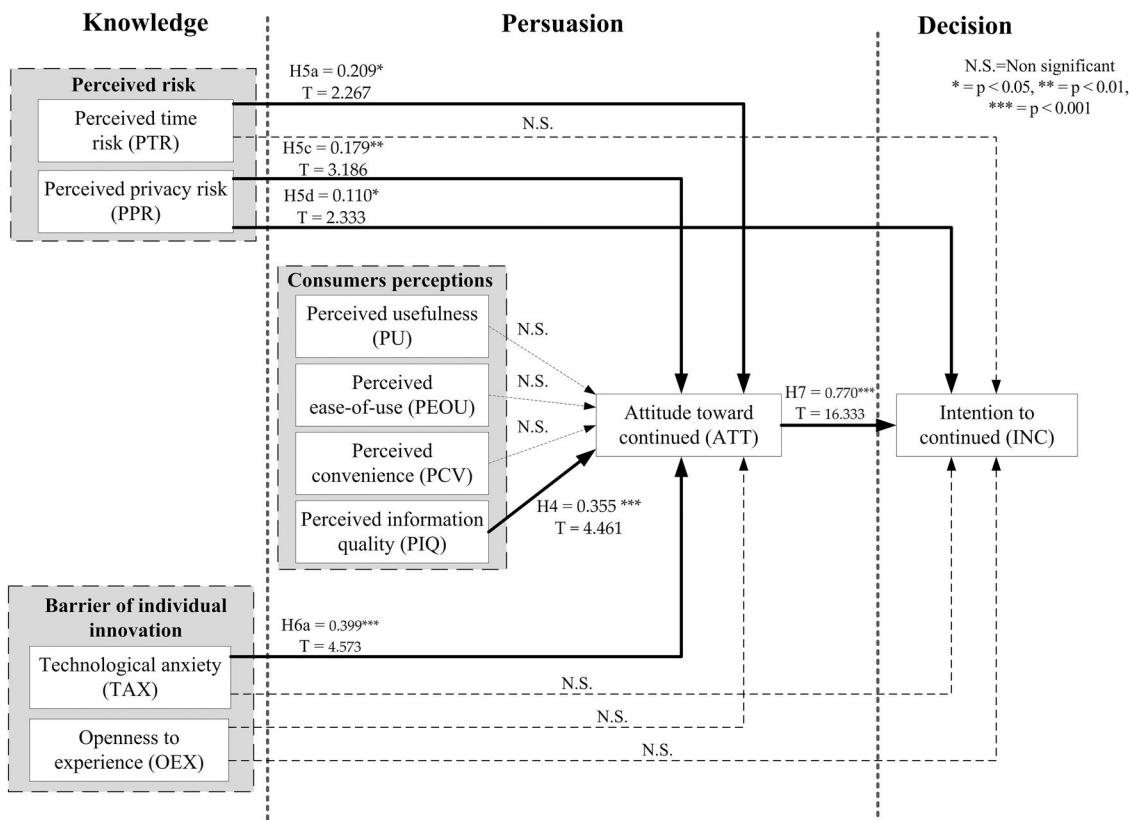 Knowledge
Persuasion
Decision
N.S.=Non significant
* = p < 0.05, ** = p < 0.01,
*** = p < 0.001
Perceived risk
Perceived time
risk (PTR)
Perceived privacy risk
(PPR)
H5a = 0.209*
T = 2.267
N.S.
H5c = 0.179**
T = 3.186
H5d = 0.110*
T = 2.333
Consumers perceptions
Perceived usefulness
(PU)
Perceived
ease-of-use (PEOU)
Perceived
convenience (PCV)
Perceived information
quality (PIQ)
N.S.
N.S.
N.S.
H4 = 0.355 ***
T = 4.461
Attitude toward
continued (ATT)
H7 = 0.770***
T = 16.333
Intention to
continued (INC)
Barrier of individual
innovation
Technological anxiety
(TAX)
Openness to
experience (OEX)
H6a = 0.399***
T = 4.573
N.S.
N.S.
N.S.